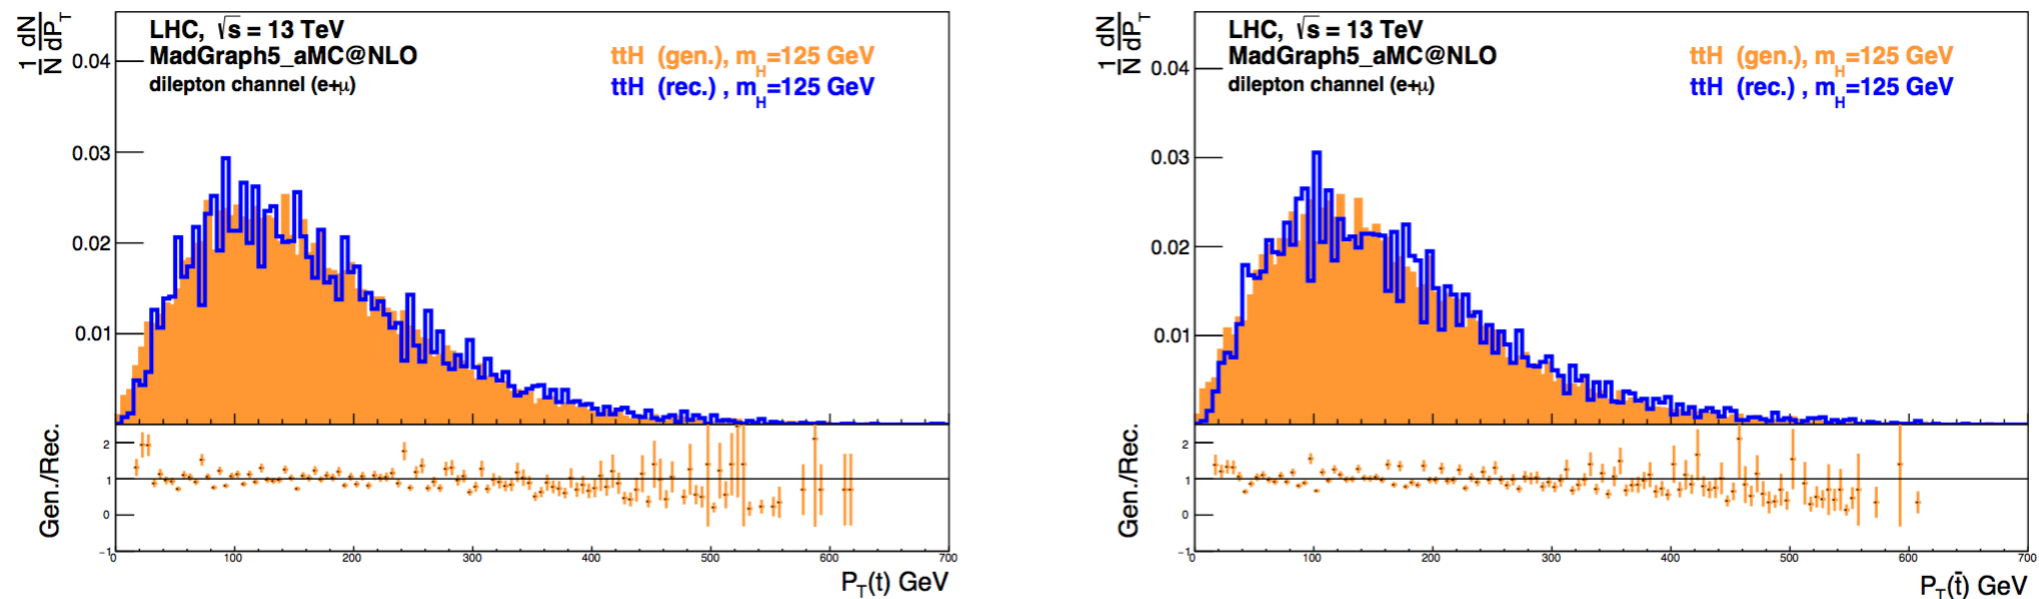 1/N dN/dP_T
LHC, √s = 13 TeV
MadGraph5_aMC@NLO
dilepton channel (e+μ)
ttH (gen.), m_H=125 GeV
ttH (rec.) , m_H=125 GeV
0.04
0.03
0.02
0.01
Gen./Rec.
2
1
0
−1
0 100 200 300 400 500 600 700
P_T(t) GeV
1/N dN/dP_T
LHC, √s = 13 TeV
MadGraph5_aMC@NLO
dilepton channel (e+μ)
ttH (gen.), m_H=125 GeV
ttH (rec.) , m_H=125 GeV
0.04
0.03
0.02
0.01
Gen./Rec.
2
1
0
−1
0 100 200 300 400 500 600 700
P_T(t̄) GeV